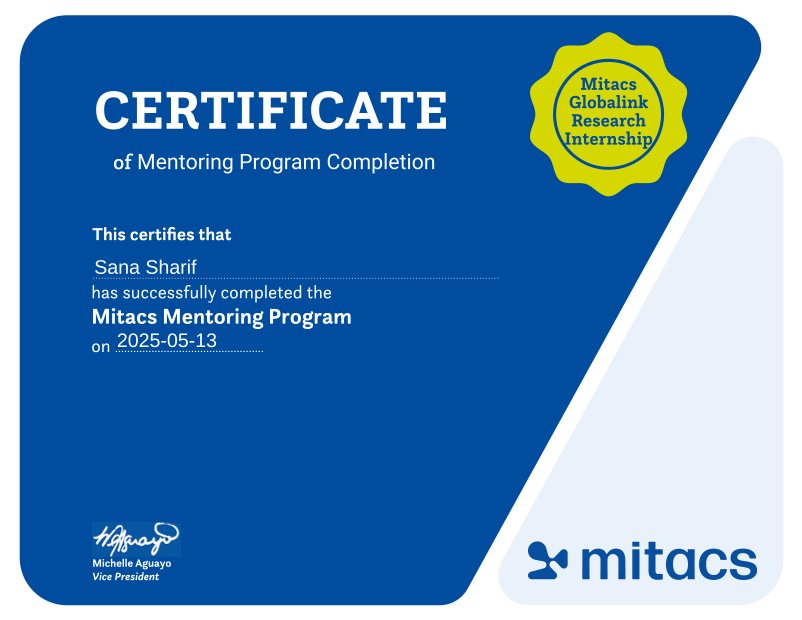 CERTIFICATE
of Mentoring Program Completion
Mitacs
Globalink
Research
Internship
This certifies that
Sana Sharif
has successfully completed the
Mitacs Mentoring Program
on 2025-05-13
Michelle Aguayo
Vice President
mitacs